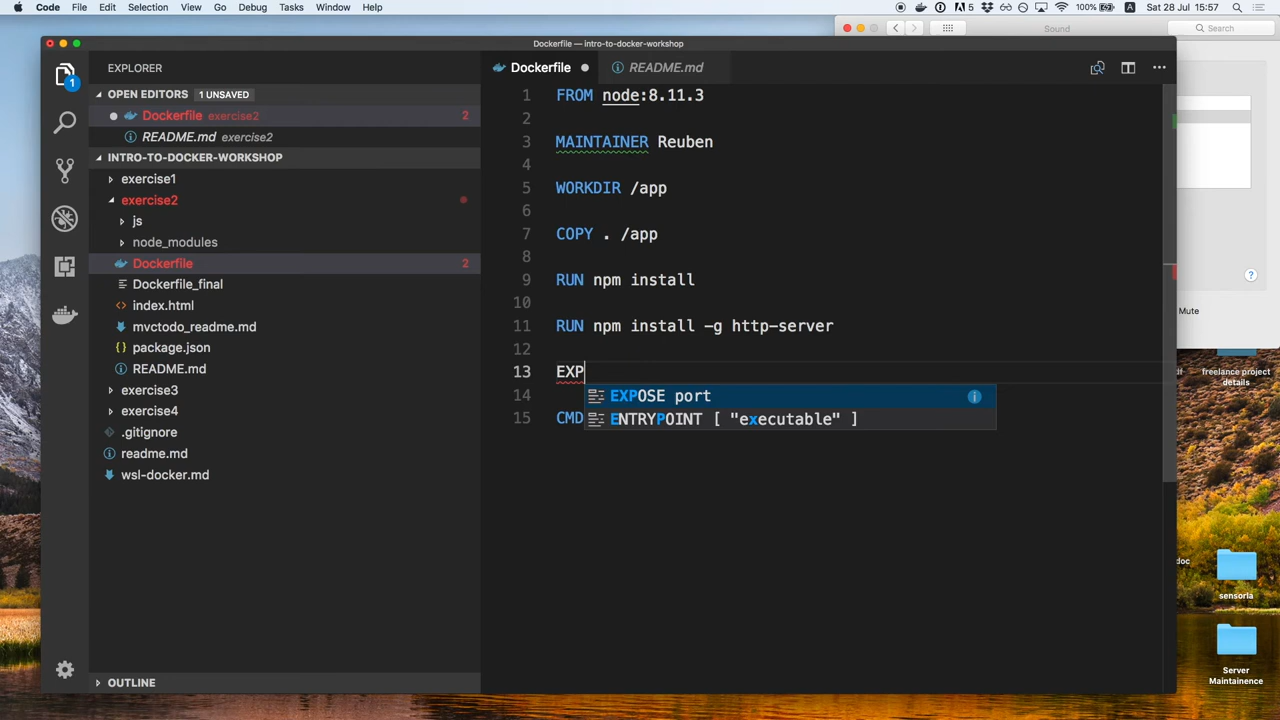 Code File Edit Selection View Go Debug Tasks Window Help
5 100% A Sat 28 Jul 15:57
Dockerfile — intro-to-docker-workshop
Sound
Search
1
EXPLORER
OPEN EDITORS 1 UNSAVED
Dockerfile exercise2 2
README.md exercise2
INTRO-TO-DOCKER-WORKSHOP
exercise1
exercise2
js
node_modules
Dockerfile 2
Dockerfile_final
index.html
mvctodo_readme.md
package.json
README.md
exercise3
exercise4
.gitignore
readme.md
wsl-docker.md
OUTLINE
Dockerfile README.md
1 FROM node:8.11.3
2
3 MAINTAINER Reuben
4
5 WORKDIR /app
6
7 COPY . /app
8
9 RUN npm install
10
11 RUN npm install -g http-server
12
13 EXP
EXPOSE port
14
ENTRYPOINT [ "executable" ]
15 CMD
?
Mute
freelance project
details
doc
sensorla
Server
Maintainence